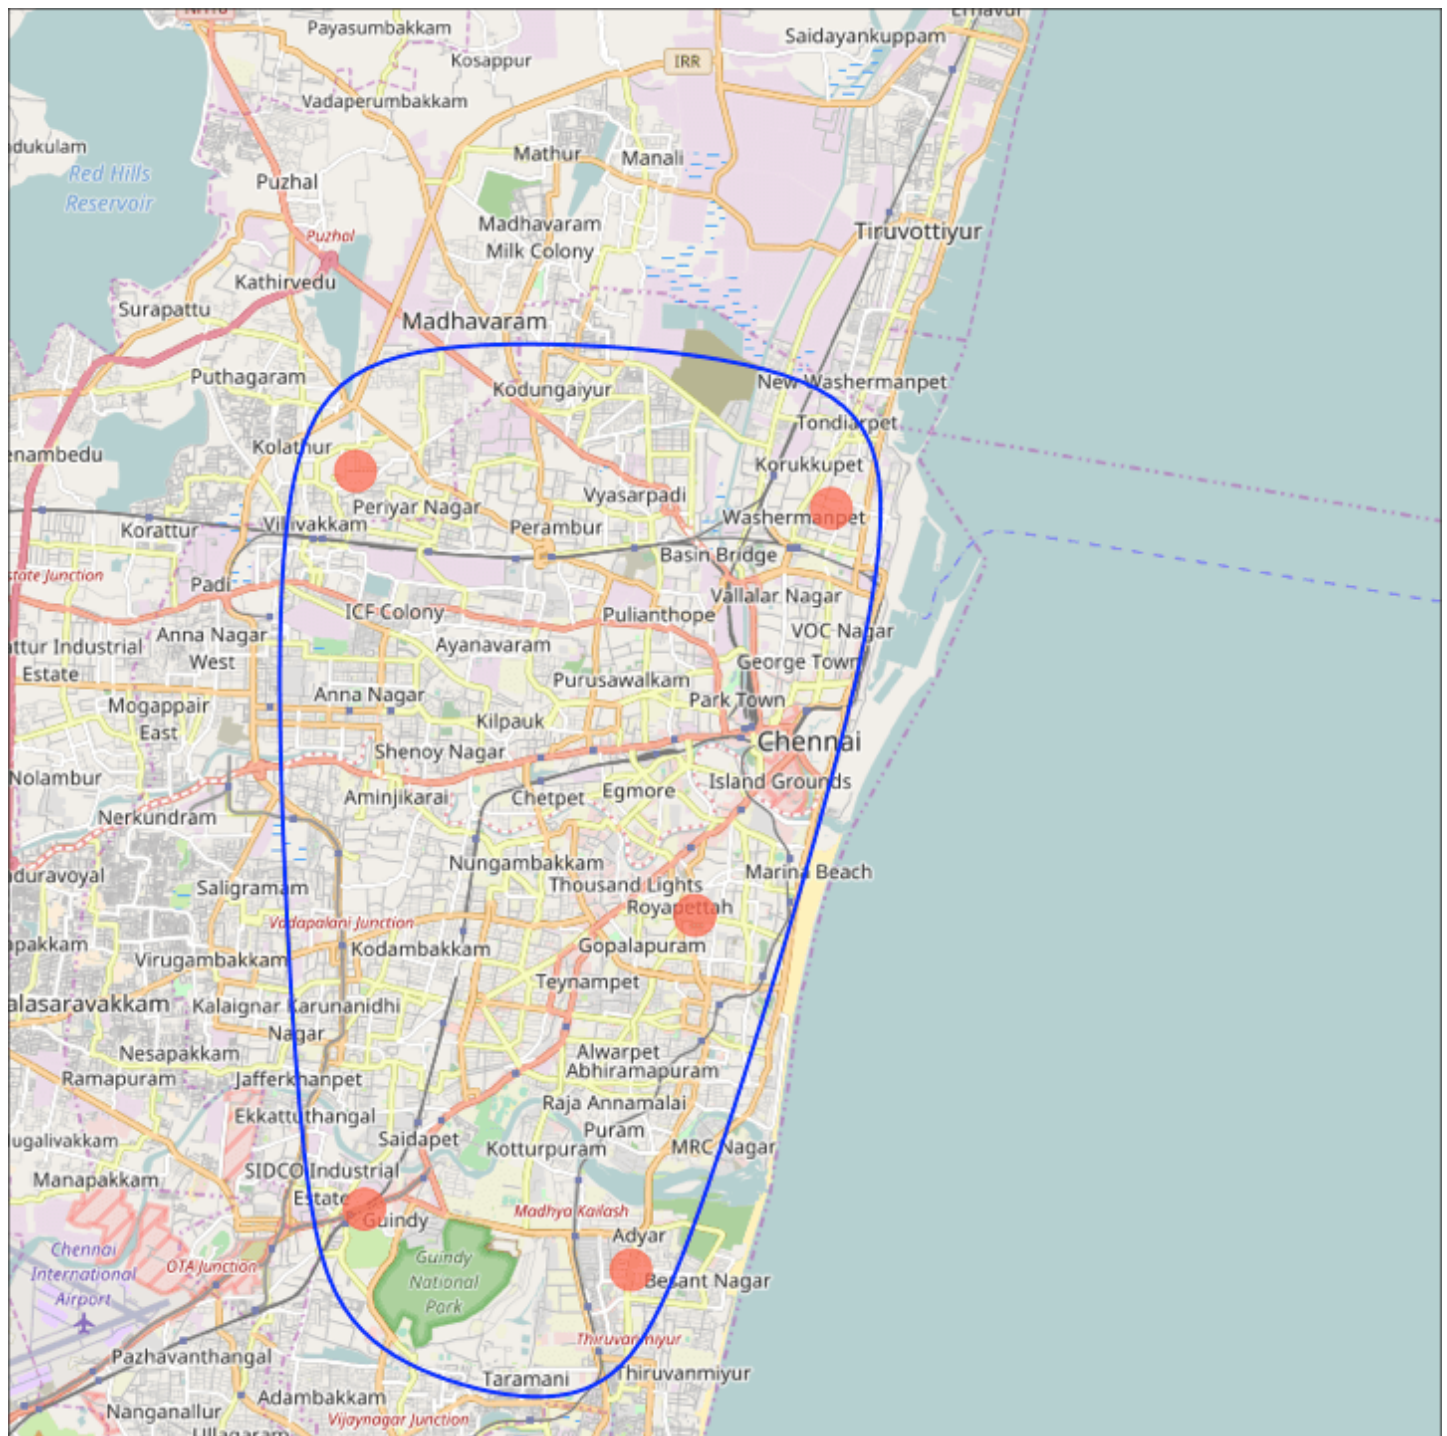 Payasumbakkam
Ernavur
Saidayankuppam
Kosappur
IRR
Vadaperumbakkam
Mathur
Manali
Red Hills
Reservoir
Puzhal
Madhavaram
Milk Colony
Puzhal
Tiruvottiyur
Kathirvedu
Surapattu
Madhavaram
Puthagaram
Kodungaiyur
New Washermanpet
Tondiarpet
Kolathur
enambedu
Korukkupet
Vyasarpadi
Periyar Nagar
Washermanpet
Korattur
Villivakkam
Perambur
Basin Bridge
state Junction
Padi
Vallalar Nagar
ICF Colony
Pulianthope
Anna Nagar
West
VOC Nagar
attur Industrial
Estate
Ayanavaram
George Town
Purusawalkam
Anna Nagar
Park Town
Mogappair
East
Kilpauk
Shenoy Nagar
Chennai
Nolambur
Island Grounds
Aminjikarai
Chetpet
Egmore
Nerkundram
Nungambakkam
Marina Beach
duravoyal
Saligramam
Thousand Lights
Royapettah
Vadapalani Junction
apakkam
Virugambakkam
Kodambakkam
Gopalapuram
Teynampet
alasaravakkam
Kalaignar Karunanidhi
Nagar
Nesapakkam
Alwarpet
Abhiramapuram
Ramapuram
Jafferkhanpet
Raja Annamalai
Puram
Ekkattuthangal
ugalivakkam
Saidapet
Kotturpuram
MRC Nagar
Manapakkam
SIDCO Industrial
Estate
Guindy
Madhya Kailash
Adyar
Chennai
International
Airport
OTA Junction
Guindy
National
Park
Besant Nagar
Thiruvanmiyur
Pazhavanthangal
Taramani
Thiruvanmiyur
Adambakkam
Nanganallur
Vijaynagar Junction
Ullagaram